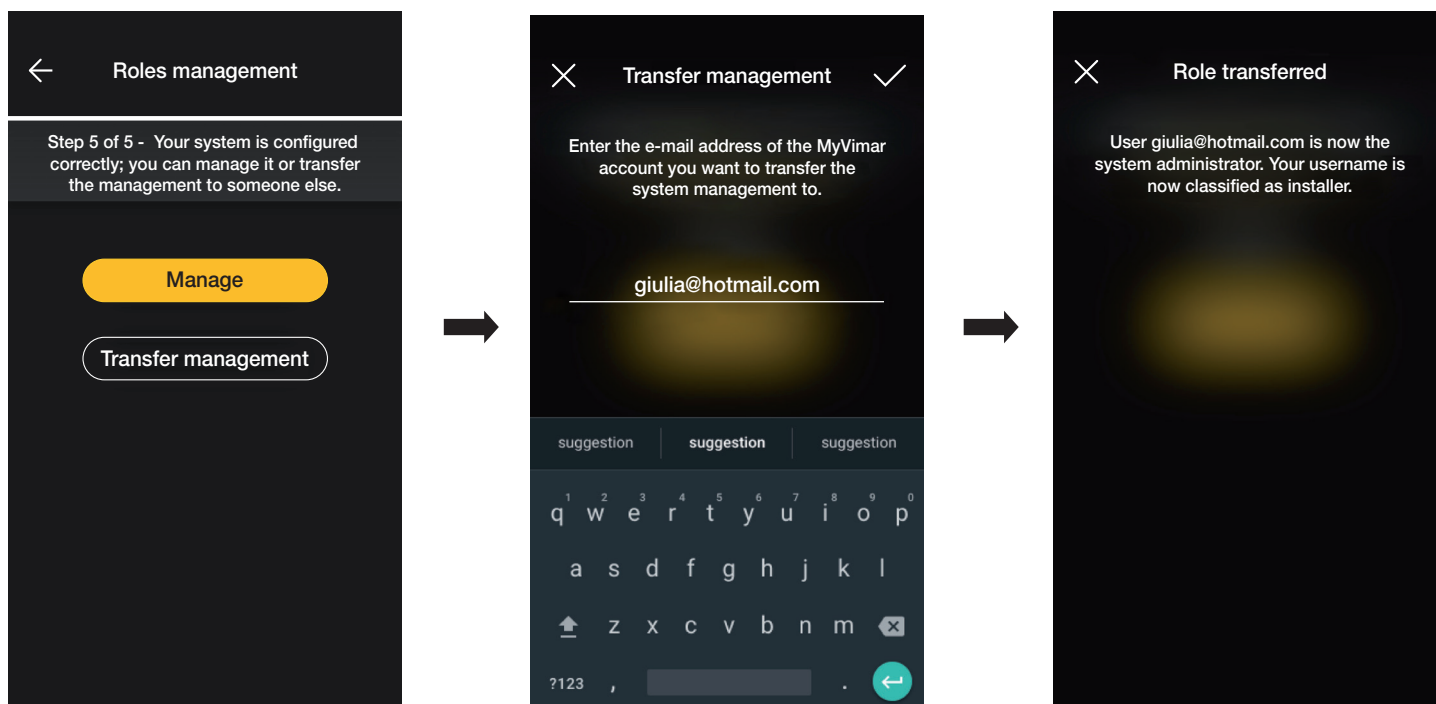 Roles management
Step 5 of 5 - Your system is configured
correctly; you can manage it or transfer
the management to someone else.
Manage
Transfer management
Transfer management
Enter the e-mail address of the MyVimar
account you want to transfer the
system management to.
giulia@hotmail.com
suggestion suggestion suggestion
1 2 3 4 5 6 7 8 9 0
q w e r t y u i o p
a s d f g h j k l
z x c v b n m
?123 , .
Role transferred
User giulia@hotmail.com is now the
system administrator. Your username is
now classified as installer.